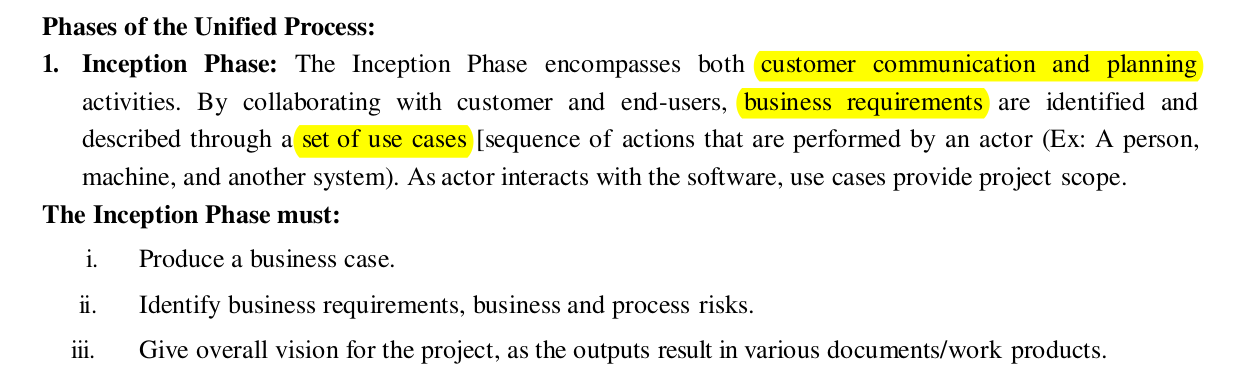 Phases of the Unified Process:
1. Inception Phase: The Inception Phase encompasses both customer communication and planning
activities. By collaborating with customer and end-users, business requirements are identified and
described through a set of use cases [sequence of actions that are performed by an actor (Ex: A person,
machine, and another system). As actor interacts with the software, use cases provide project scope.
The Inception Phase must:
i. Produce a business case.
ii. Identify business requirements, business and process risks.
iii. Give overall vision for the project, as the outputs result in various documents/work products.